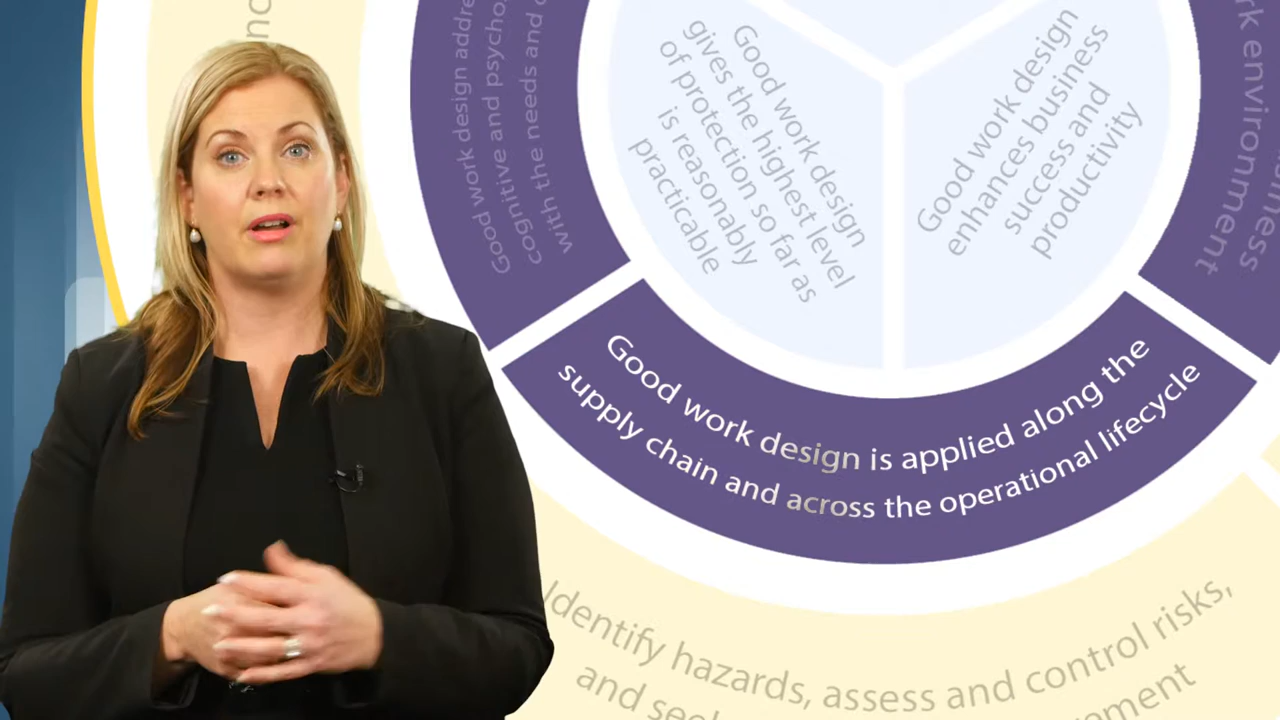 Good work design addre
cognitive and psycho
with the needs and
Good work design
gives the highest level
of protection so far as
is reasonably
practicable
Good work design
enhances business
success and
productivity
environment
Good work design is applied along the
supply chain and across the operational lifecycle
Identify hazards, assess and control risks,
and